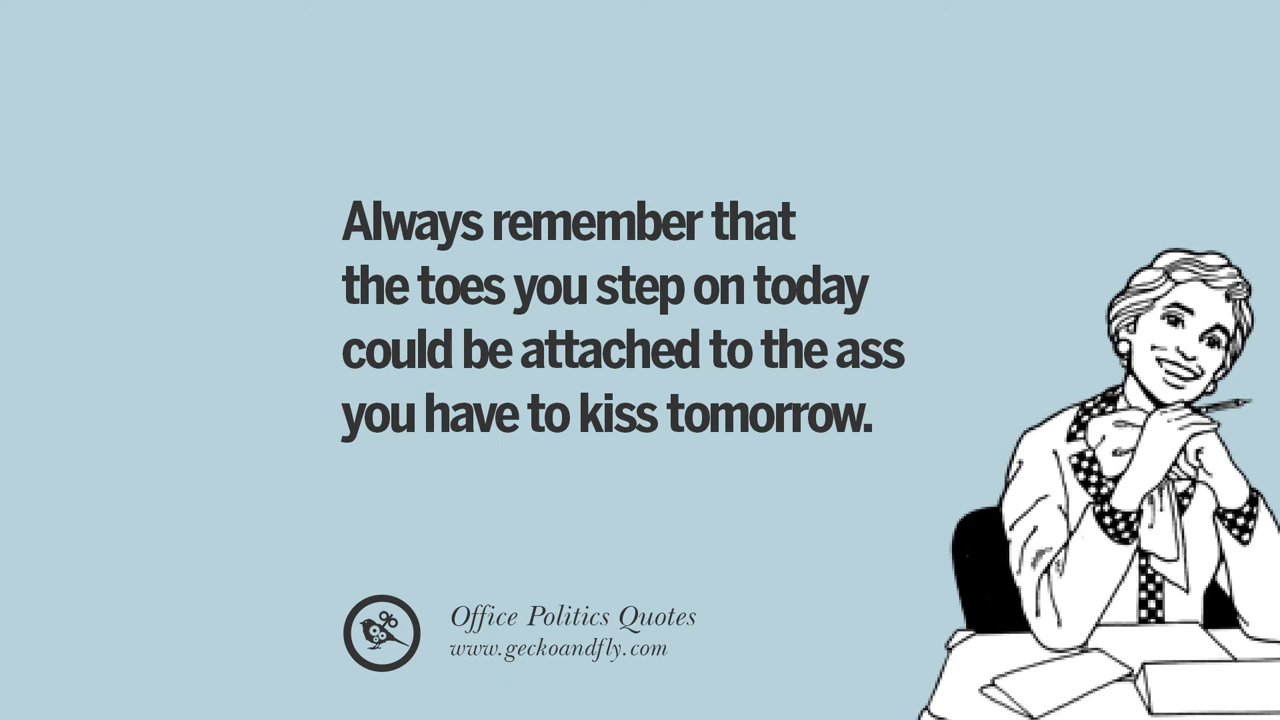 Always remember that
the toes you step on today
could be attached to the ass
you have to kiss tomorrow.
Office Politics Quotes
www.geckoandfly.com